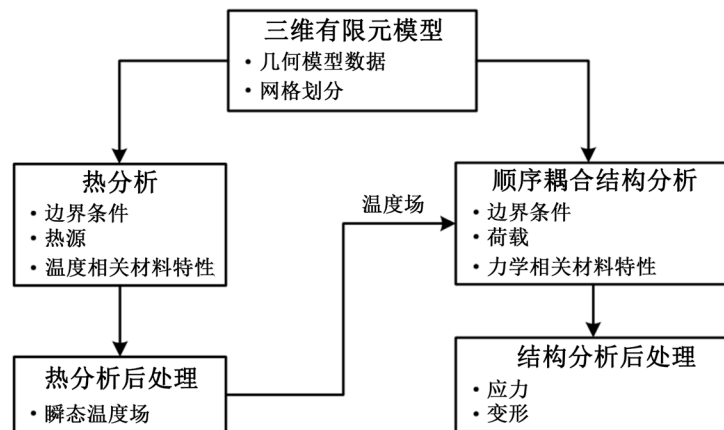 三维有限元模型
• 几何模型数据
• 网格划分
热分析
• 边界条件
• 热源
• 温度相关材料特性
温度场
顺序耦合结构分析
• 边界条件
• 荷载
• 力学相关材料特性
热分析后处理
• 瞬态温度场
结构分析后处理
• 应力
• 变形